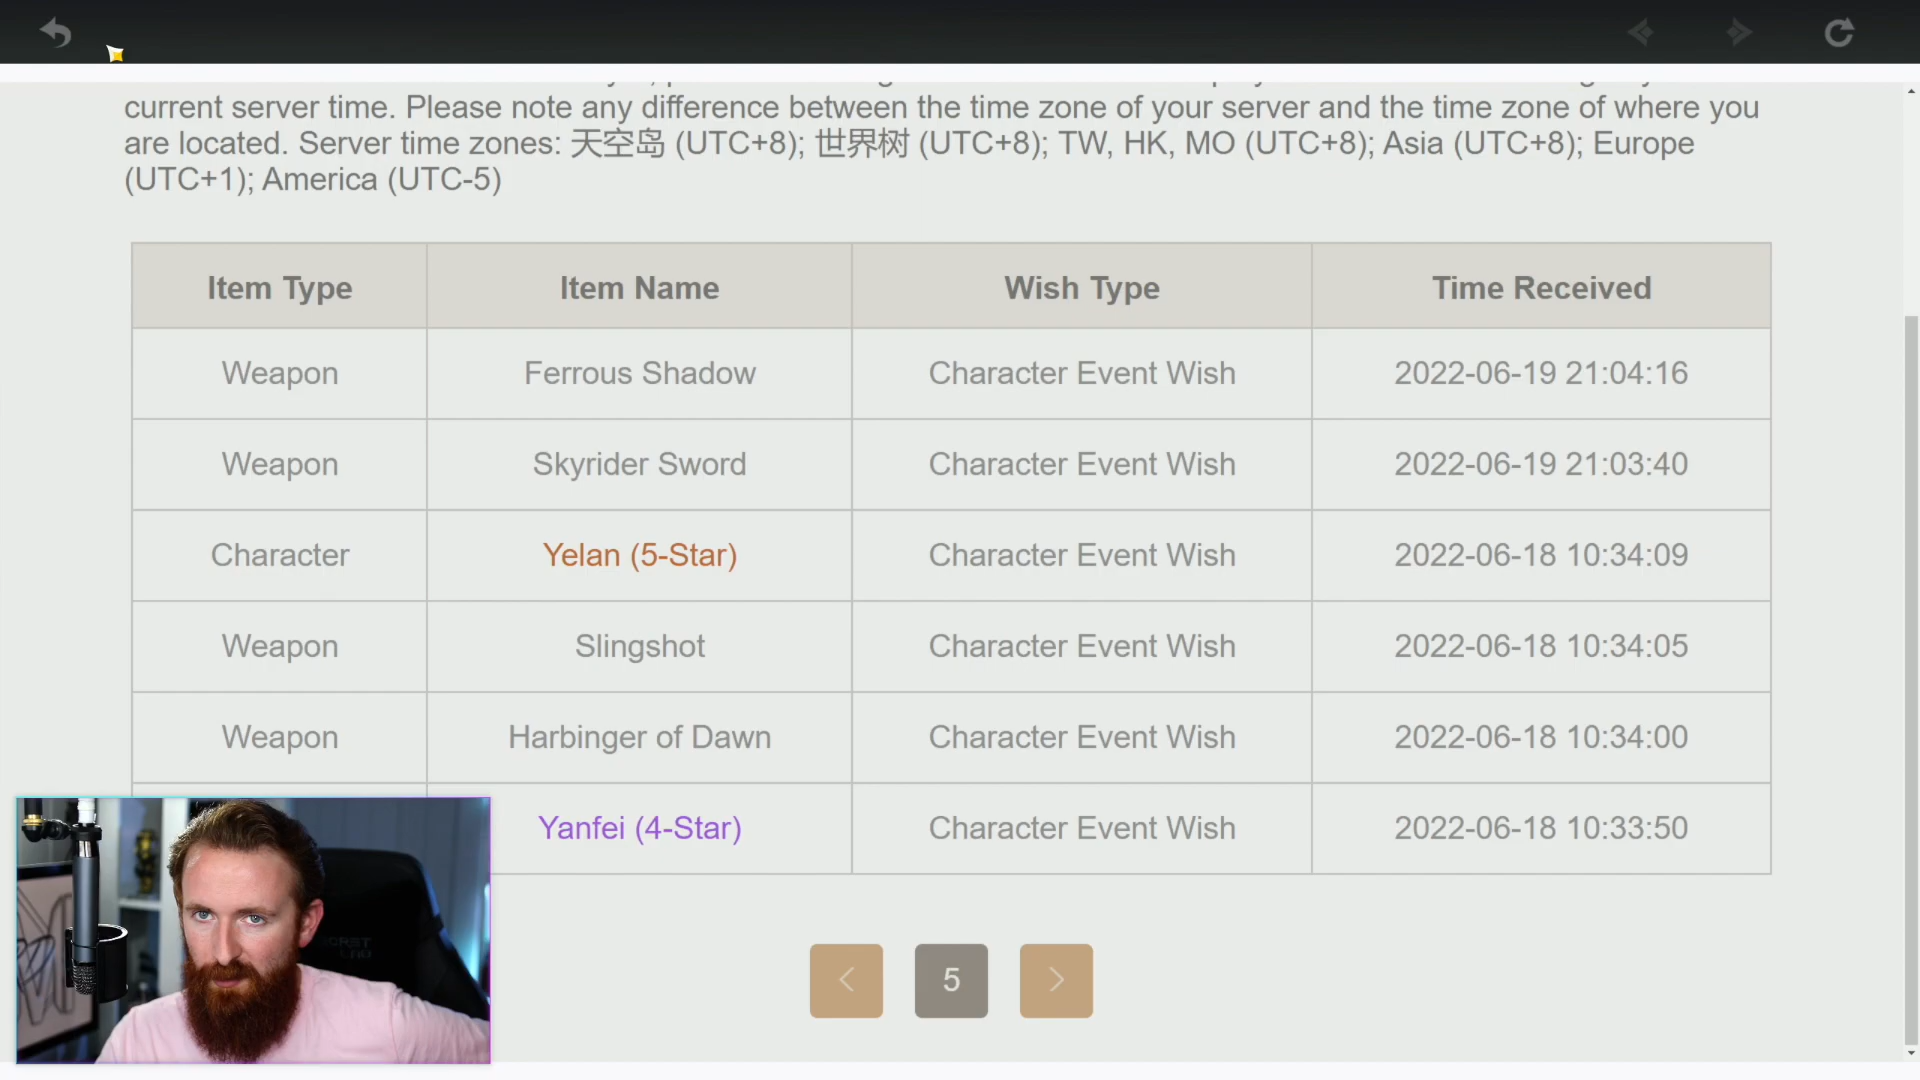 current server time. Please note any difference between the time zone of your server and the time zone of where you
are located. Server time zones: 天空岛 (UTC+8); 世界树 (UTC+8); TW, HK, MO (UTC+8); Asia (UTC+8); Europe
(UTC+1); America (UTC-5)
Item Type Item Name Wish Type Time Received
Weapon Ferrous Shadow Character Event Wish 2022-06-19 21:04:16
Weapon Skyrider Sword Character Event Wish 2022-06-19 21:03:40
Character Yelan (5-Star) Character Event Wish 2022-06-18 10:34:09
Weapon Slingshot Character Event Wish 2022-06-18 10:34:05
Weapon Harbinger of Dawn Character Event Wish 2022-06-18 10:34:00
Yanfei (4-Star) Character Event Wish 2022-06-18 10:33:50
5